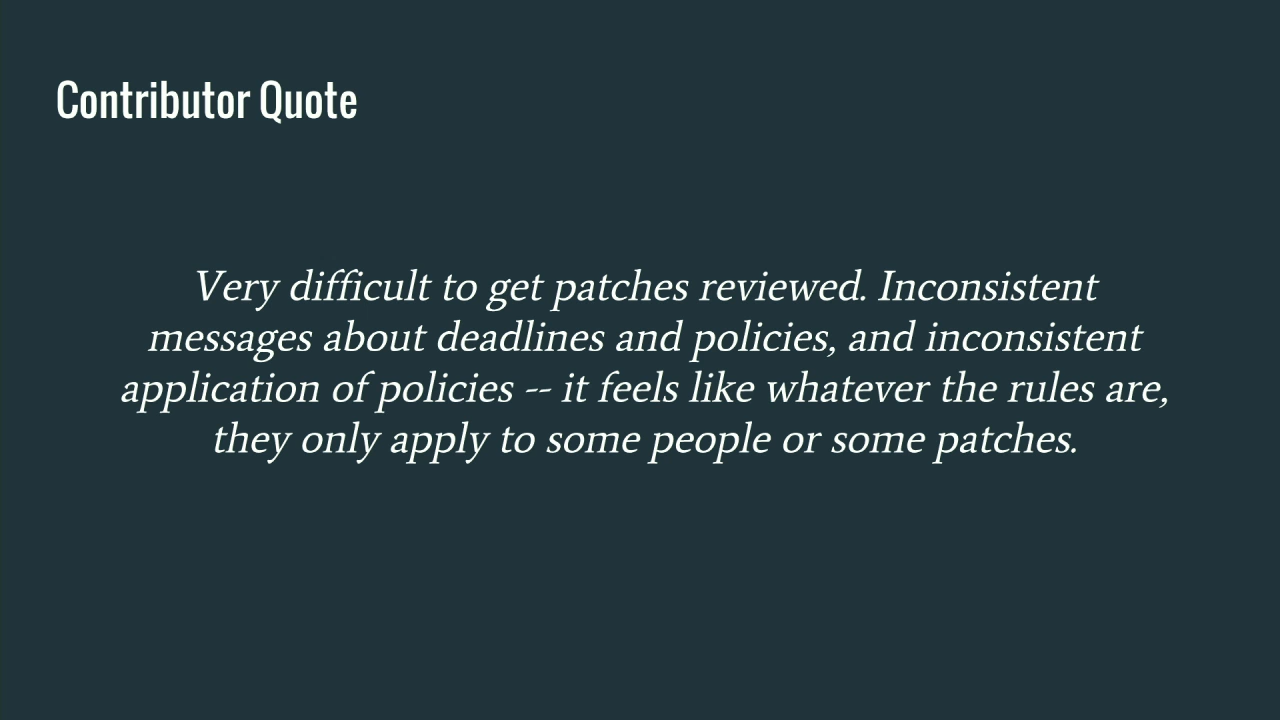 Contributor Quote
Very difficult to get patches reviewed. Inconsistent
messages about deadlines and policies, and inconsistent
application of policies -- it feels like whatever the rules are,
they only apply to some people or some patches.